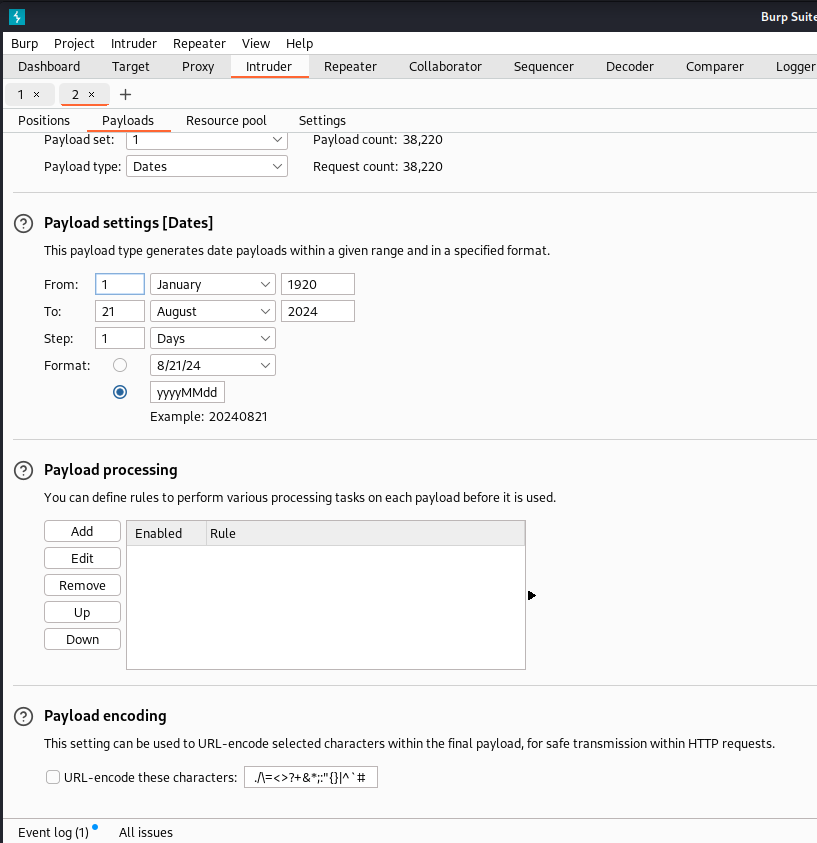 Burp Suite
Burp Project Intruder Repeater View Help
Dashboard Target Proxy Intruder Repeater Collaborator Sequencer Decoder Comparer Logger
1 × 2 × +
Positions Payloads Resource pool Settings
Payload set: 1 Payload count: 38,220
Payload type: Dates Request count: 38,220
? Payload settings [Dates]
This payload type generates date payloads within a given range and in a specified format.
From: 1 January 1920
To: 21 August 2024
Step: 1 Days
Format: 8/21/24
yyyyMMdd
Example: 20240821
? Payload processing
You can define rules to perform various processing tasks on each payload before it is used.
Add Enabled Rule
Edit
Remove
Up
Down
? Payload encoding
This setting can be used to URL-encode selected characters within the final payload, for safe transmission within HTTP requests.
URL-encode these characters: ./\=<>?+&*;:"{}|^`#
Event log (1) All issues